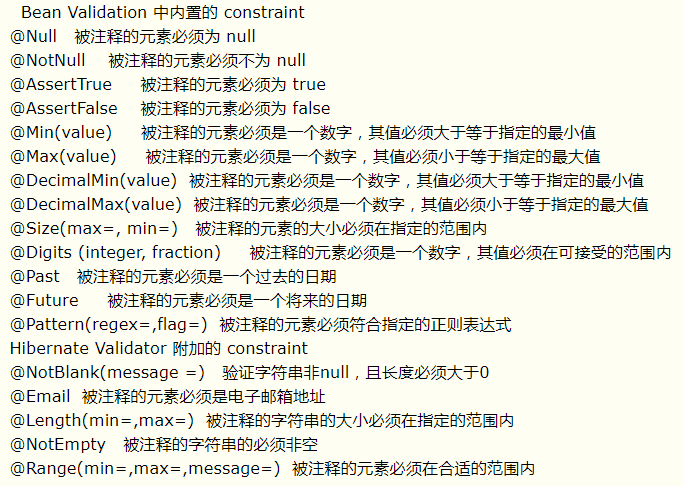 Bean Validation 中内置的 constraint
@Null 被注释的元素必须为 null
@NotNull 被注释的元素必须不为 null
@AssertTrue 被注释的元素必须为 true
@AssertFalse 被注释的元素必须为 false
@Min(value) 被注释的元素必须是一个数字，其值必须大于等于指定的最小值
@Max(value) 被注释的元素必须是一个数字，其值必须小于等于指定的最大值
@DecimalMin(value) 被注释的元素必须是一个数字，其值必须大于等于指定的最小值
@DecimalMax(value) 被注释的元素必须是一个数字，其值必须小于等于指定的最大值
@Size(max=, min=) 被注释的元素的大小必须在指定的范围内
@Digits (integer, fraction) 被注释的元素必须是一个数字，其值必须在可接受的范围内
@Past 被注释的元素必须是一个过去的日期
@Future 被注释的元素必须是一个将来的日期
@Pattern(regex=,flag=) 被注释的元素必须符合指定的正则表达式
Hibernate Validator 附加的 constraint
@NotBlank(message =) 验证字符串非null，且长度必须大于0
@Email 被注释的元素必须是电子邮箱地址
@Length(min=,max=) 被注释的字符串的大小必须在指定的范围内
@NotEmpty 被注释的字符串的必须非空
@Range(min=,max=,message=) 被注释的元素必须在合适的范围内